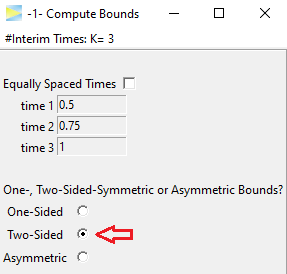 -1- Compute Bounds
#Interim Times: K= 3
Equally Spaced Times
time 1 0.5
time 2 0.75
time 3 1
One-, Two-Sided-Symmetric or Asymmetric Bounds?
One-Sided
Two-Sided
Asymmetric